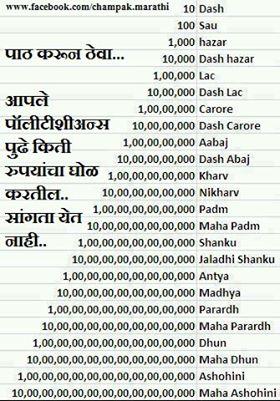 www.facebook.com/champak.marathi
पाठ करून ठेवा...
आपले
पॉलीटीशीअन्स
पुढे किती
रुपयांचा घोळ
करतील..
सांगता येत
नाही..
10 Dash
100 Sau
1,000 hazar
10,000 Dash hazar
1,00,000 Lac
10,00,000 Dash Lac
1,00,00,000 Carore
10,00,00,000 Dash Carore
1,00,00,00,000 Aabaj
10,00,00,00,000 Dash Abaj
1,00,00,00,00,000 Kharv
10,00,00,00,00,000 Nikharv
1,00,00,00,00,00,000 Padm
10,00,00,00,00,00,000 Maha Padm
1,00,00,00,00,00,00,000 Shanku
10,00,00,00,00,00,00,000 Jaladhi Shanku
1,00,00,00,00,00,00,00,000 Antya
10,00,00,00,00,00,00,00,000 Madhya
1,00,00,00,00,00,00,00,00,000 Parardh
10,00,00,00,00,00,00,00,00,000 Maha Parardh
1,00,00,00,00,00,00,00,00,00,000 Dhun
10,00,00,00,00,00,00,00,00,00,000 Maha Dhun
1,00,00,00,00,00,00,00,00,00,00,000 Ashohini
10,00,00,00,00,00,00,00,00,00,00,000 Maha Ashohini